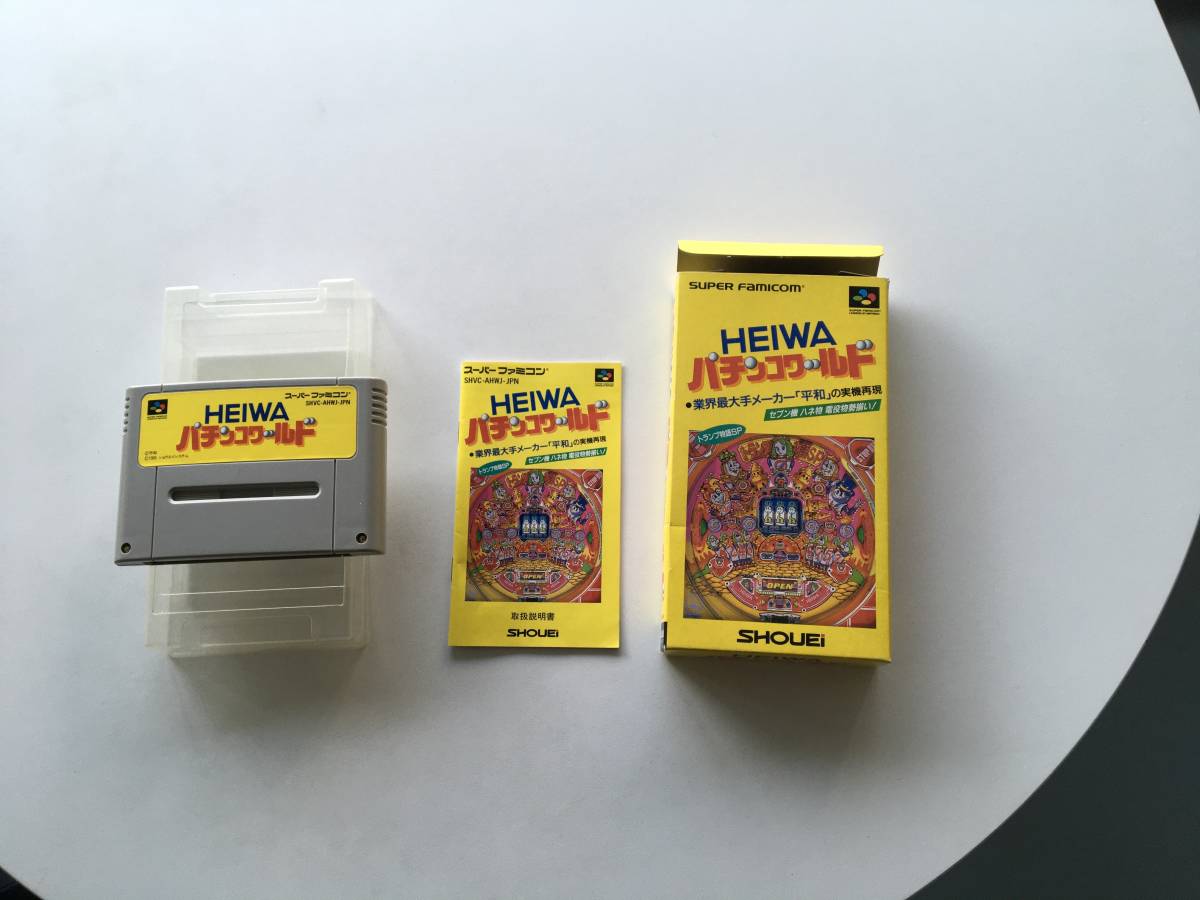 スーパーファミコン
SHVC-AHWJ-JPN
HEIWA
パチンコワールド
スーパーファミコン
SHVC-AHWJ-JPN
HEIWA
パチンコワールド
●業界最大手メーカー「平和」の実機再現
セブン機 ハネ物 電役物勢揃い!
トランプ物語SP
OPEN
取扱説明書
SHOUEi
SUPER FAMICOM
SUPER FAMICOM
HEIWA
パチンコワールド
●業界最大手メーカー「平和」の実機再現
セブン機 ハネ物 電役物勢揃い!
トランプ物語SP
OPEN
SHOUEi